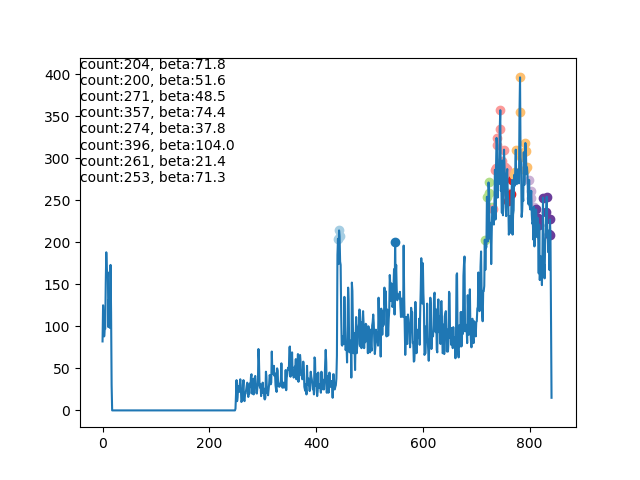 count:204, beta:71.8
count:200, beta:51.6
count:271, beta:48.5
count:357, beta:74.4
count:274, beta:37.8
count:396, beta:104.0
count:261, beta:21.4
count:253, beta:71.3
400
350
300
250
200
150
100
50
0
0 200 400 600 800